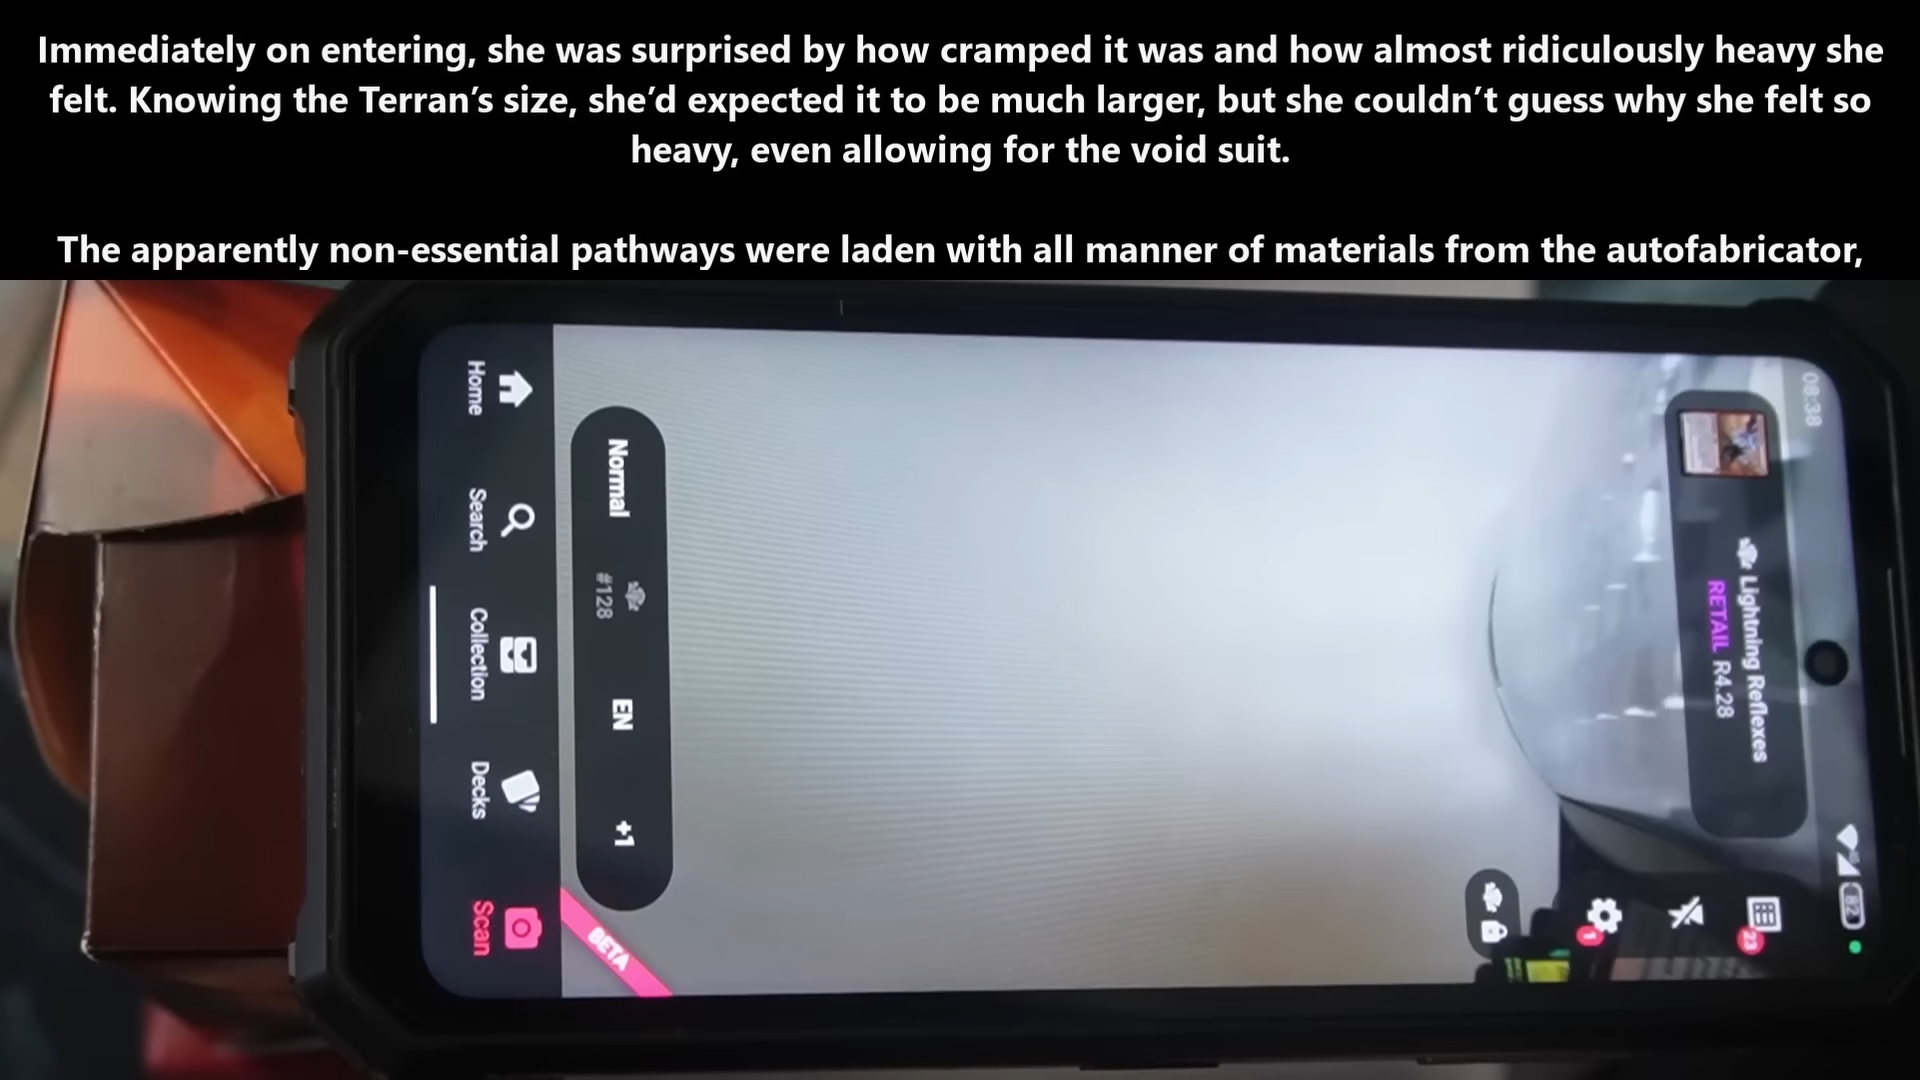 Immediately on entering, she was surprised by how cramped it was and how almost ridiculously heavy she
felt. Knowing the Terran’s size, she’d expected it to be much larger, but she couldn’t guess why she felt so
heavy, even allowing for the void suit.
The apparently non-essential pathways were laden with all manner of materials from the autofabricator,
08:38
82
Lightning Reflexes
RETAIL R4.28
23
1
Normal
#128
EN
+1
BETA
Home
Search
Collection
Decks
Scan